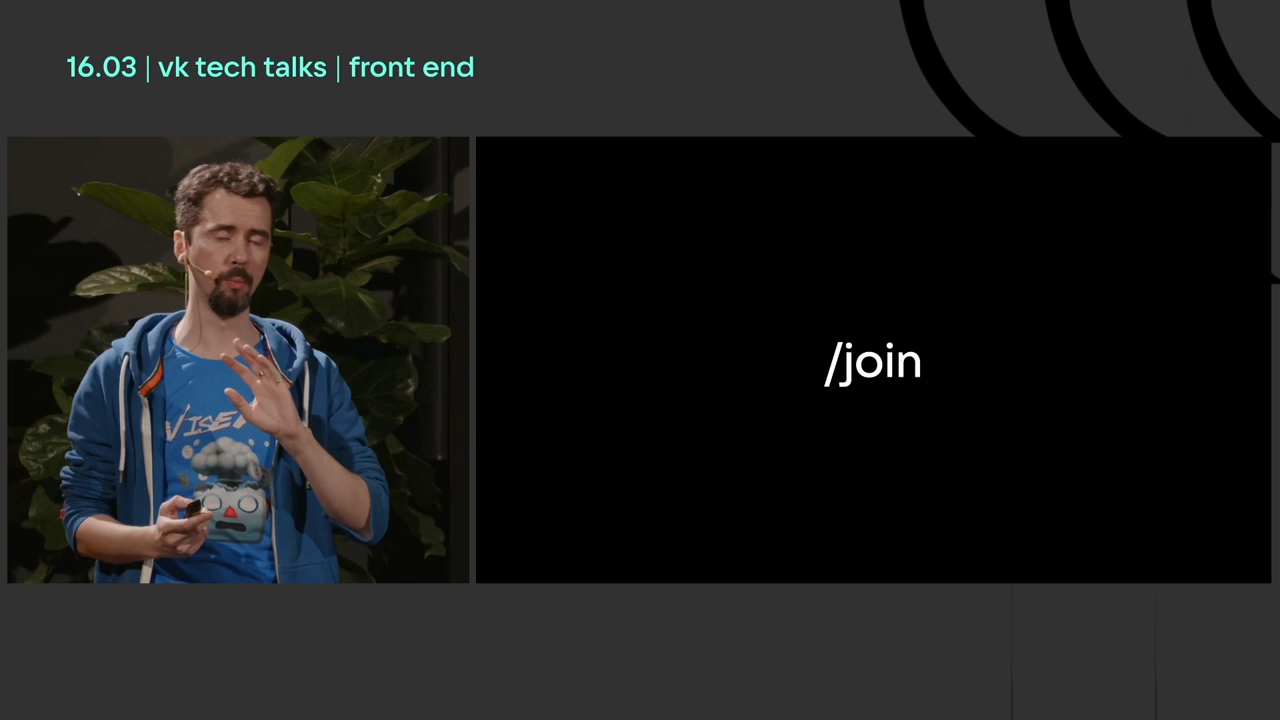 16.03 | vk tech talks | front end
/join